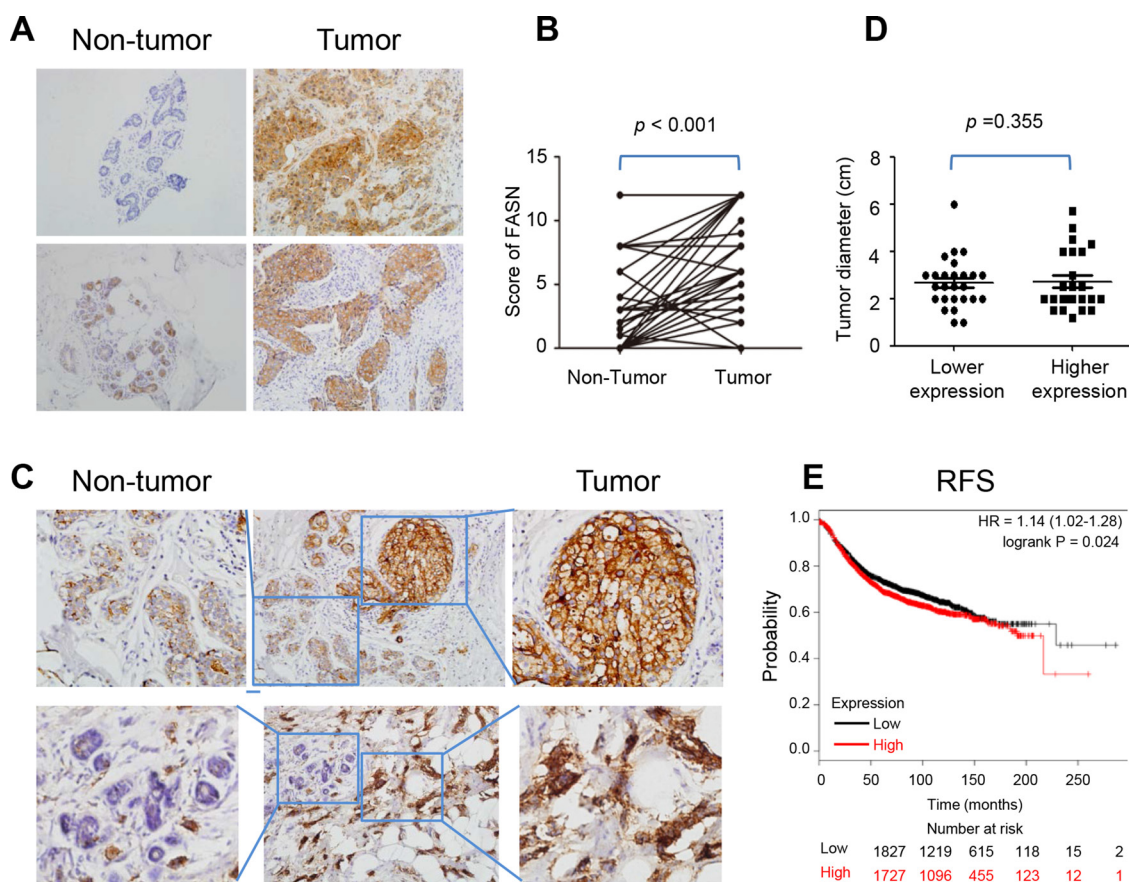 A
Non-tumor
Tumor
B
p < 0.001
15
10
5
0
Score of FASN
Non-Tumor
Tumor
D
p =0.355
8
6
4
2
0
Tumor diameter (cm)
Lower
expression
Higher
expression
C
Non-tumor
Tumor
E
RFS
HR = 1.14 (1.02-1.28)
logrank P = 0.024
1.0
0.8
0.6
0.4
0.2
0.0
Probability
Expression
Low
High
0 50 100 150 200 250
Time (months)
Number at risk
Low 1827 1219 615 118 15 2
High 1727 1096 455 123 12 1